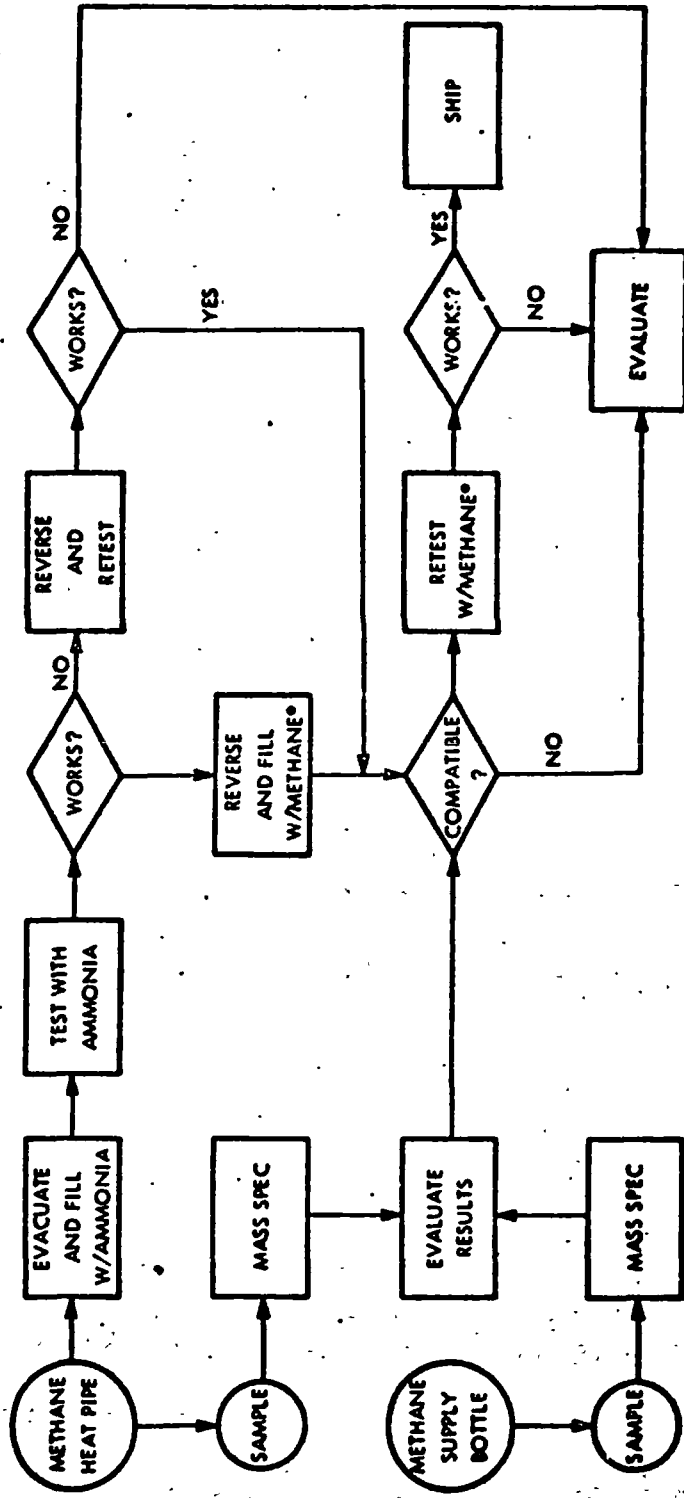 METHANE
HEAT PIPE
EVACUATE
AND FILL
W/AMMONIA
TEST WITH
AMMONIA
WORKS?
NO
REVERSE
AND
RETEST
WORKS?
NO
YES
SAMPLE
MASS SPEC
REVERSE
AND FILL
W/METHANE*
EVALUATE
RESULTS
COMPATIBLE
?
NO
RETEST
W/METHANE*
WORKS?
YES
NO
SHIP
METHANE
SUPPLY
BOTTLE
SAMPLE
MASS SPEC
EVALUATE